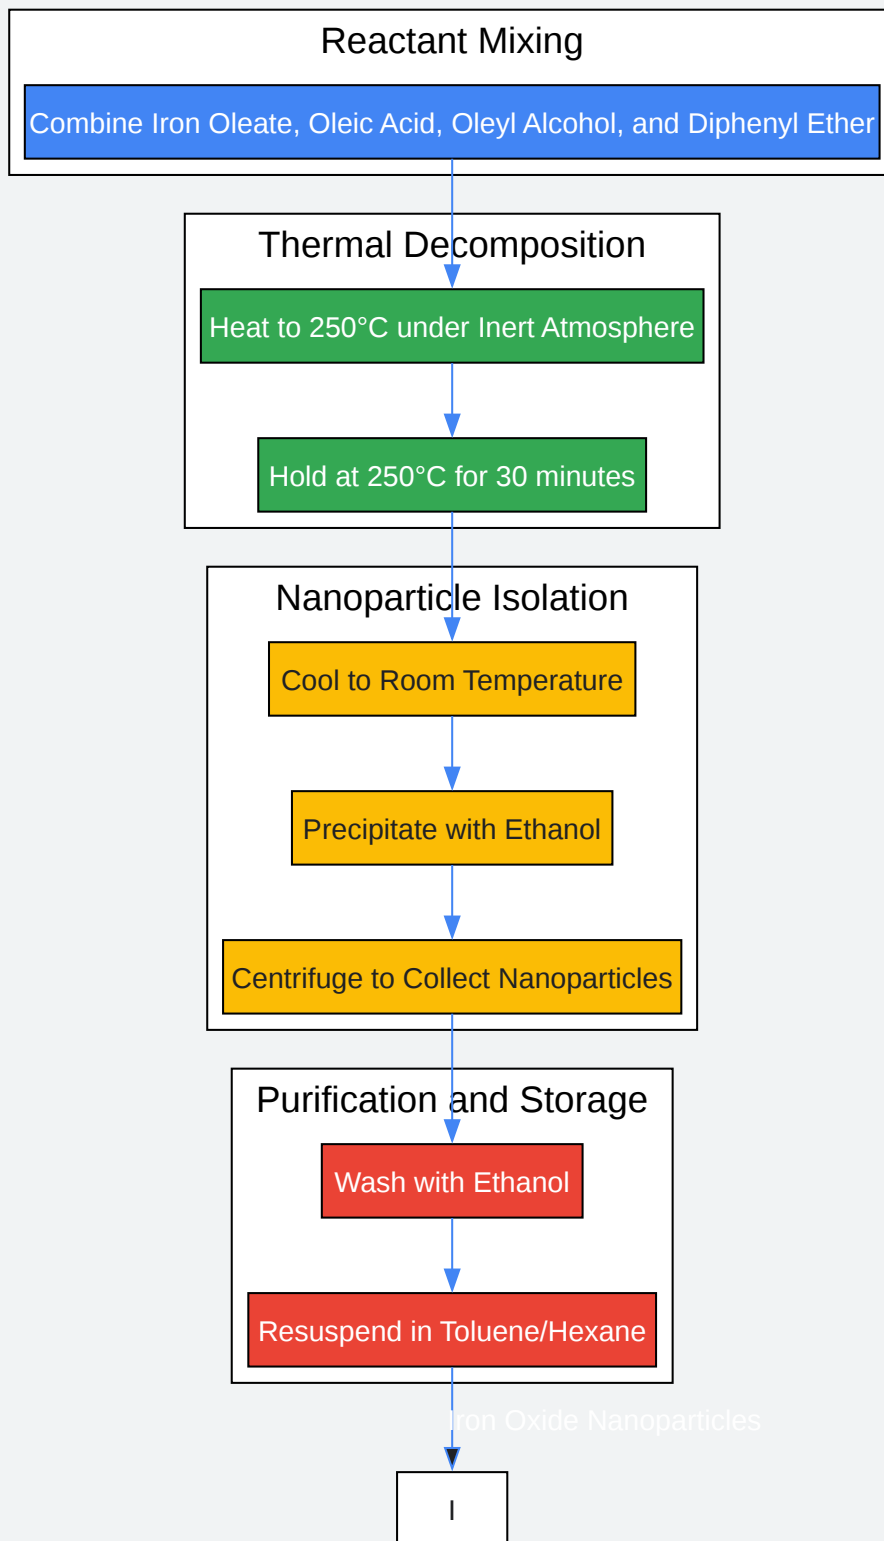 Reactant Mixing
Combine Iron Oleate, Oleic Acid, Oleyl Alcohol, and Diphenyl Ether
Thermal Decomposition
Heat to 250°C under Inert Atmosphere
Hold at 250°C for 30 minutes
Nanoparticle Isolation
Cool to Room Temperature
Precipitate with Ethanol
Centrifuge to Collect Nanoparticles
Purification and Storage
Wash with Ethanol
Resuspend in Toluene/Hexane
Iron Oxide Nanoparticles
I